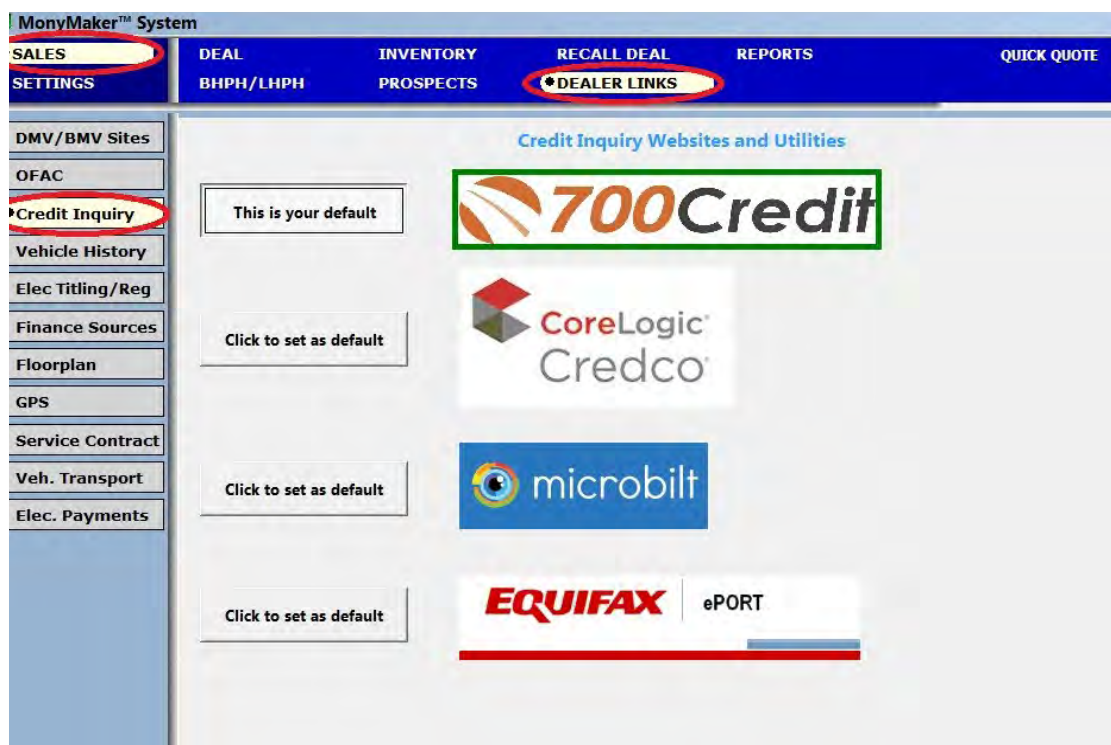 MonyMaker™ System
SALES DEAL INVENTORY RECALL DEAL REPORTS QUICK QUOTE
SETTINGS BHPH/LHPH PROSPECTS DEALER LINKS
DMV/BMV Sites
OFAC
Credit Inquiry
Vehicle History
Elec Titling/Reg
Finance Sources
Floorplan
GPS
Service Contract
Veh. Transport
Elec. Payments
Credit Inquiry Websites and Utilities
This is your default
700Credit
Click to set as default
CoreLogic
Credco
Click to set as default
microbilt
Click to set as default
EQUIFAX ePORT